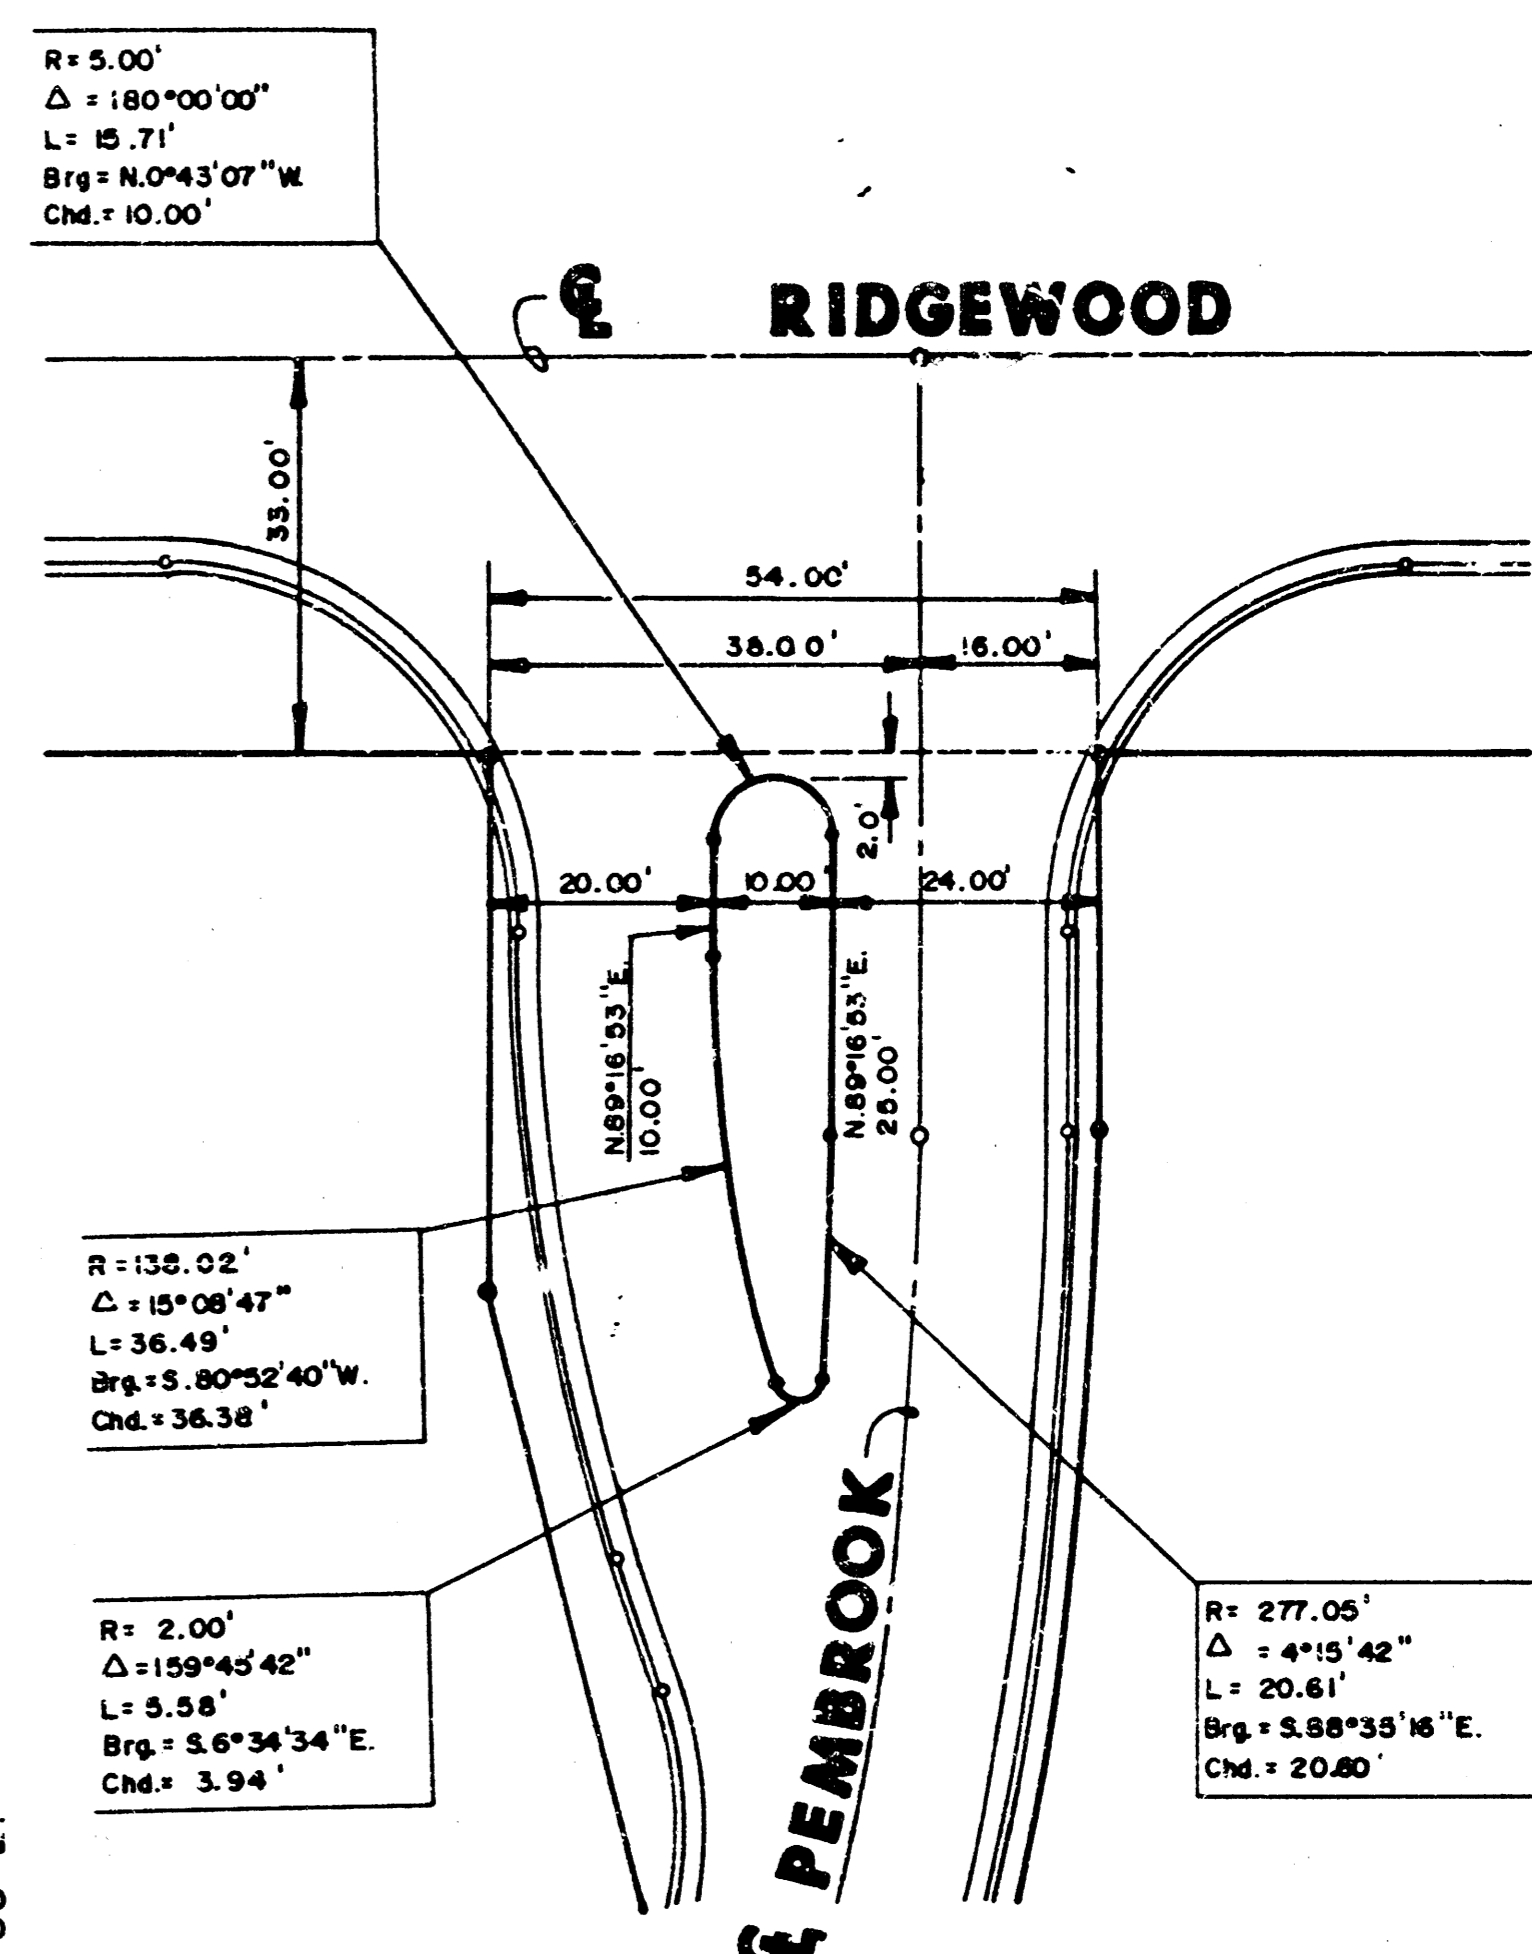 R= 5.00'
Δ = 180°00'00"
L= 15.71'
Brg= N.0°43'07"W.
Chd.= 10.00'
℄ RIDGEWOOD
33.00'
54.00'
38.00'
16.00'
2.0'
20.00'
10.00'
24.00'
N.89°16'53"E.
10.00'
N.89°16'53"E.
25.00'
R=138.02'
Δ =15°08'47"
L= 36.49'
Brg.=S.80°52'40"W.
Chd.=36.38'
R= 2.00'
Δ=159°45'42"
L= 5.58'
Brg.= S.6°34'34"E.
Chd.= 3.94'
R= 277.05'
Δ =4°15'42"
L= 20.61'
Brg.= S.88°35'16"E.
Chd.= 20.60'
℄ PEMBROOK